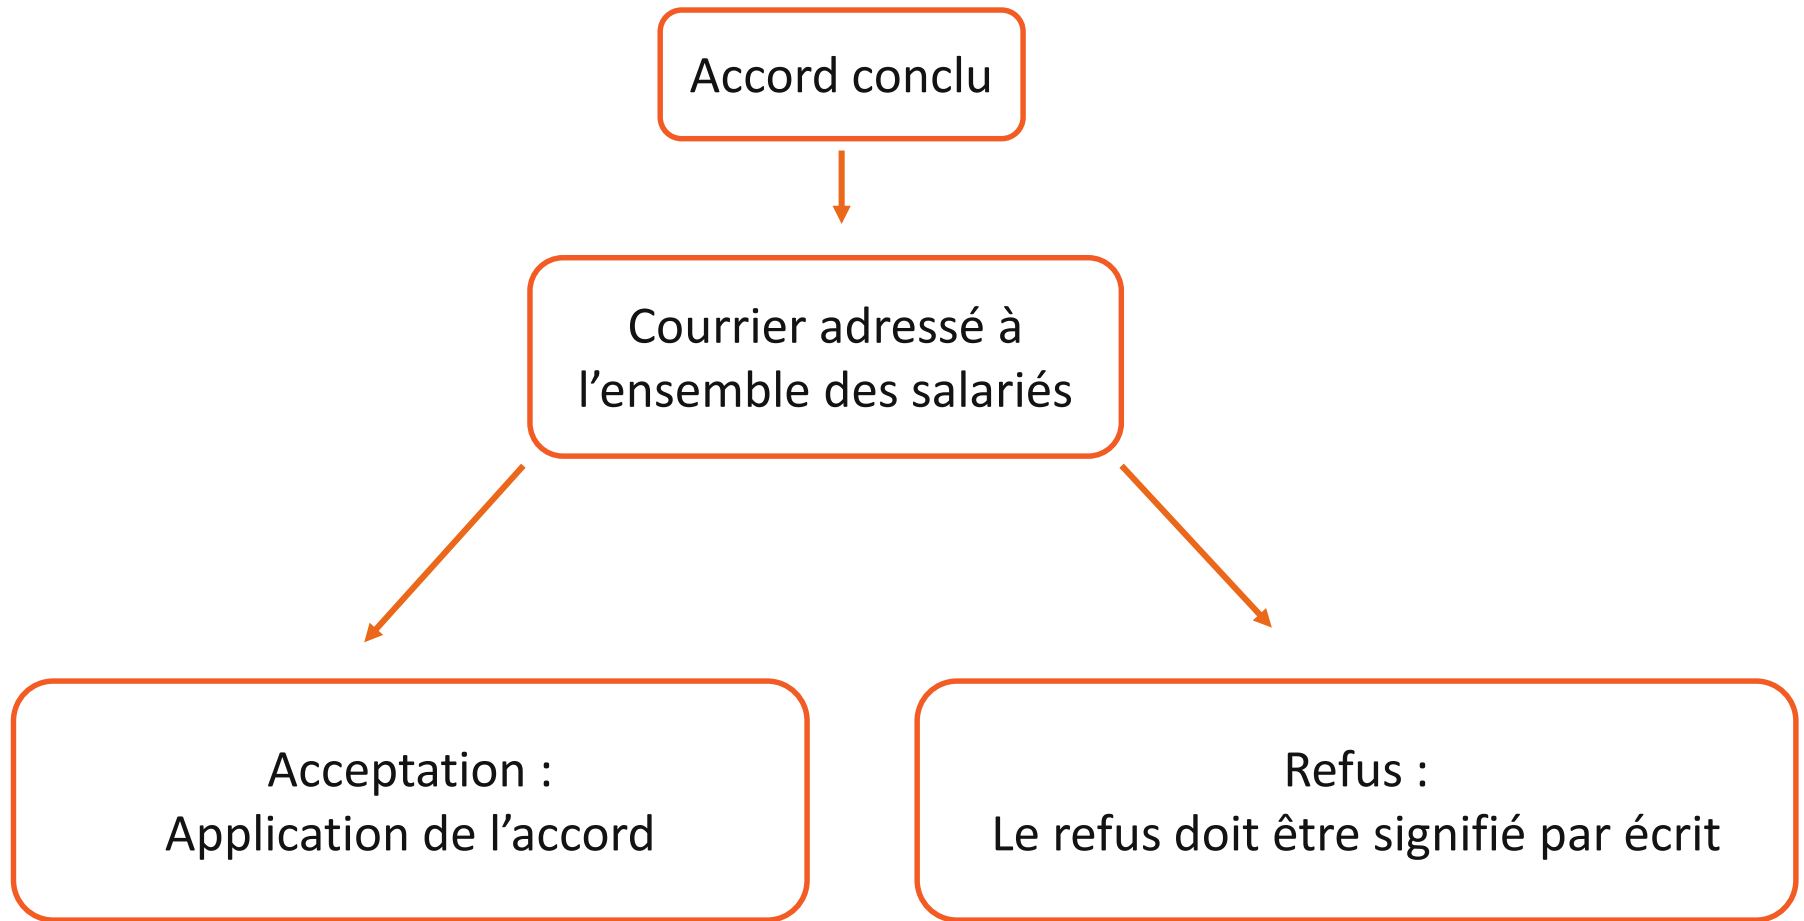 Accord conclu
Courrier adressé à
l’ensemble des salariés
Acceptation :
Application de l’accord
Refus :
Le refus doit être signifié par écrit